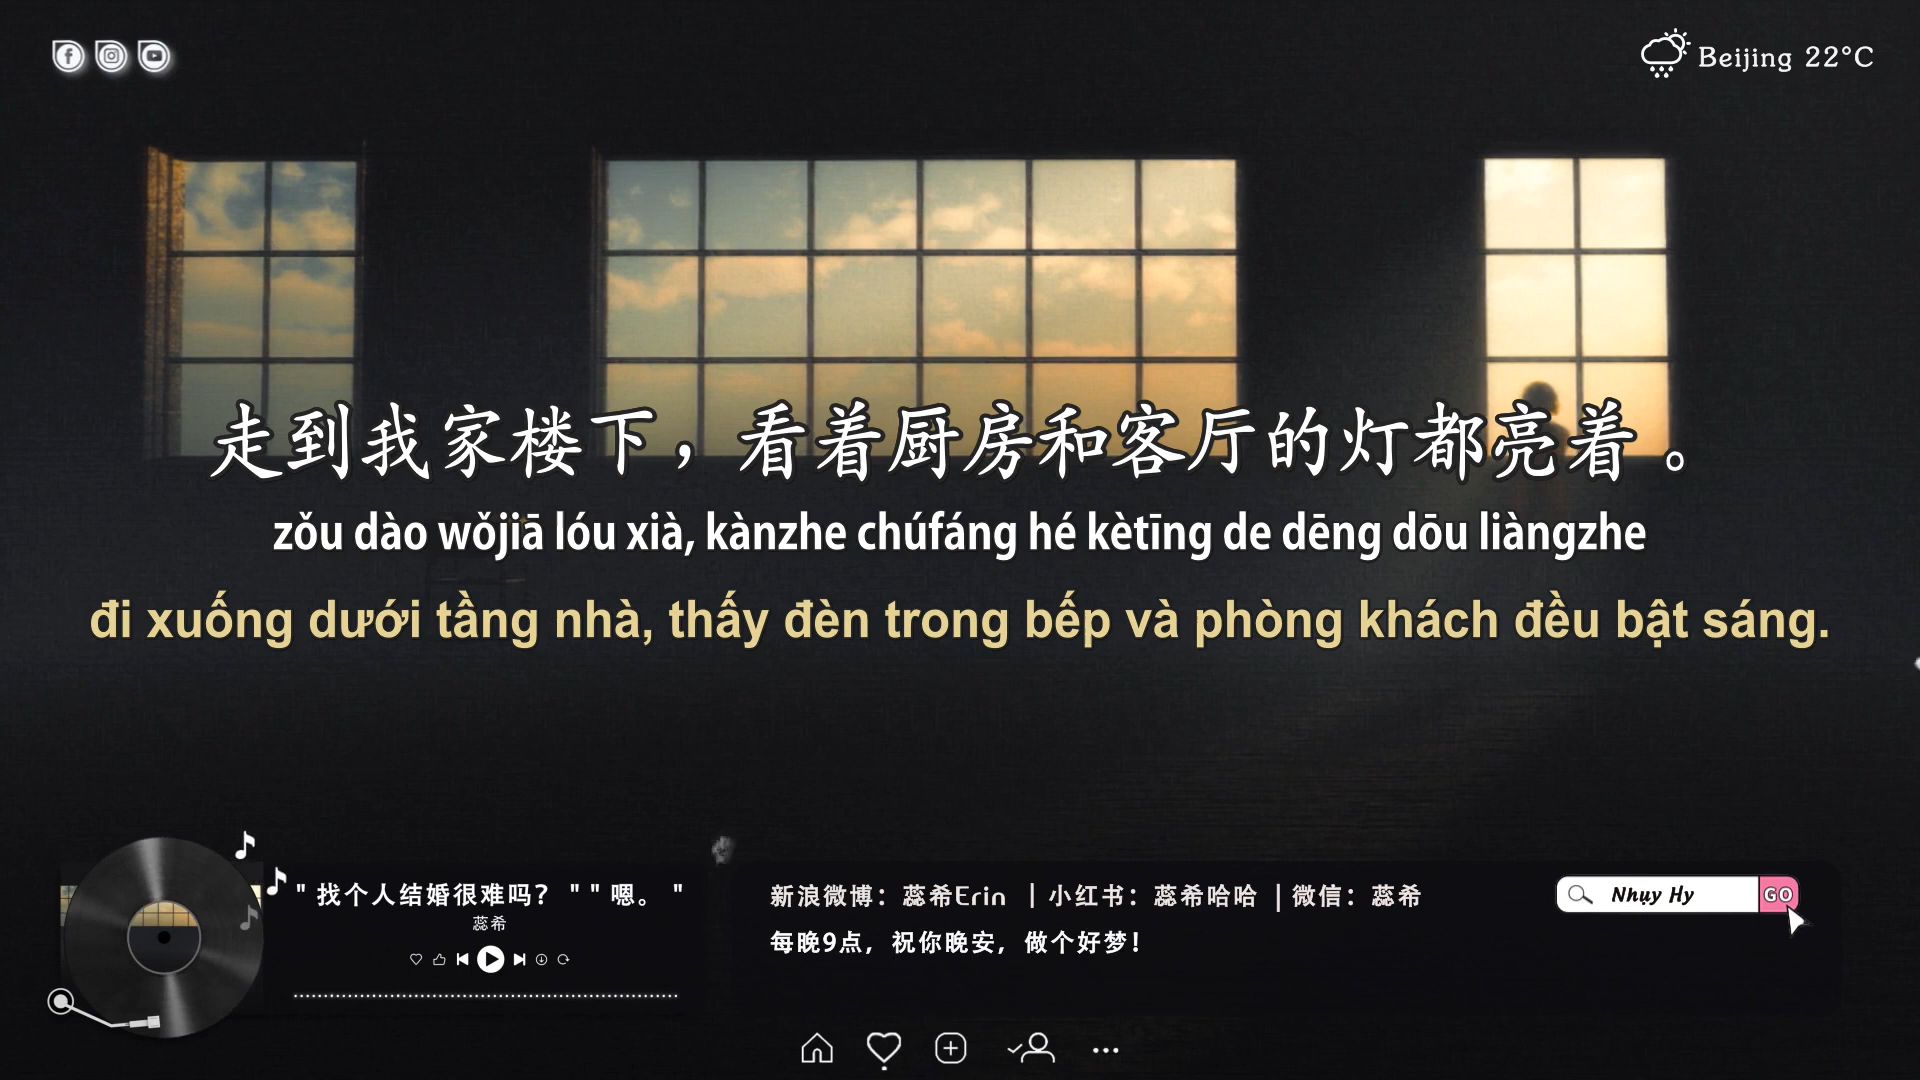 Beijing 22°C
走到我家楼下，看着厨房和客厅的灯都亮着。
zǒu dào wǒjiā lóu xià, kànzhe chúfáng hé kètīng de dēng dōu liàngzhe
đi xuống dưới tầng nhà, thấy đèn trong bếp và phòng khách đều bật sáng.
" 找个人结婚很难吗？ " " 嗯。 "
蕊希
新浪微博：蕊希Erin ｜小红书：蕊希哈哈 ｜微信：蕊希
每晚9点，祝你晚安，做个好梦！
Nhụy Hy GO